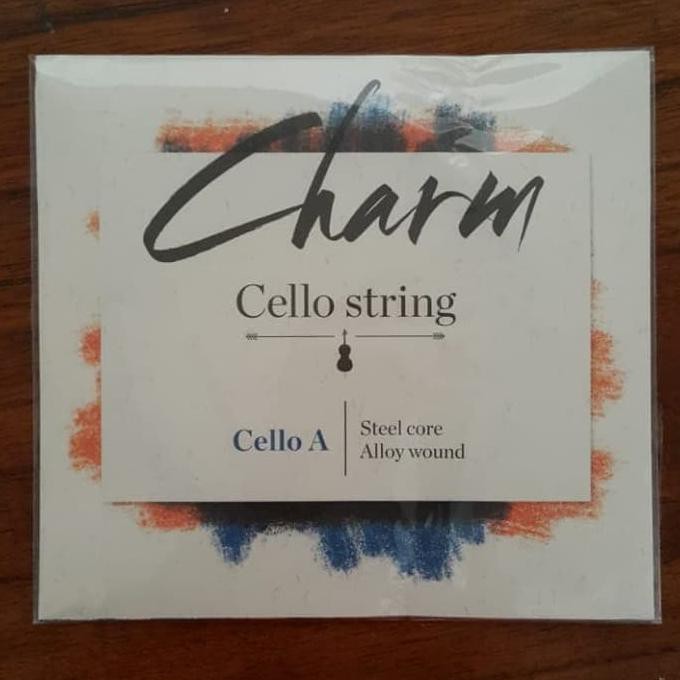 Charm
Cello string
Cello A
Steel core
Alloy wound